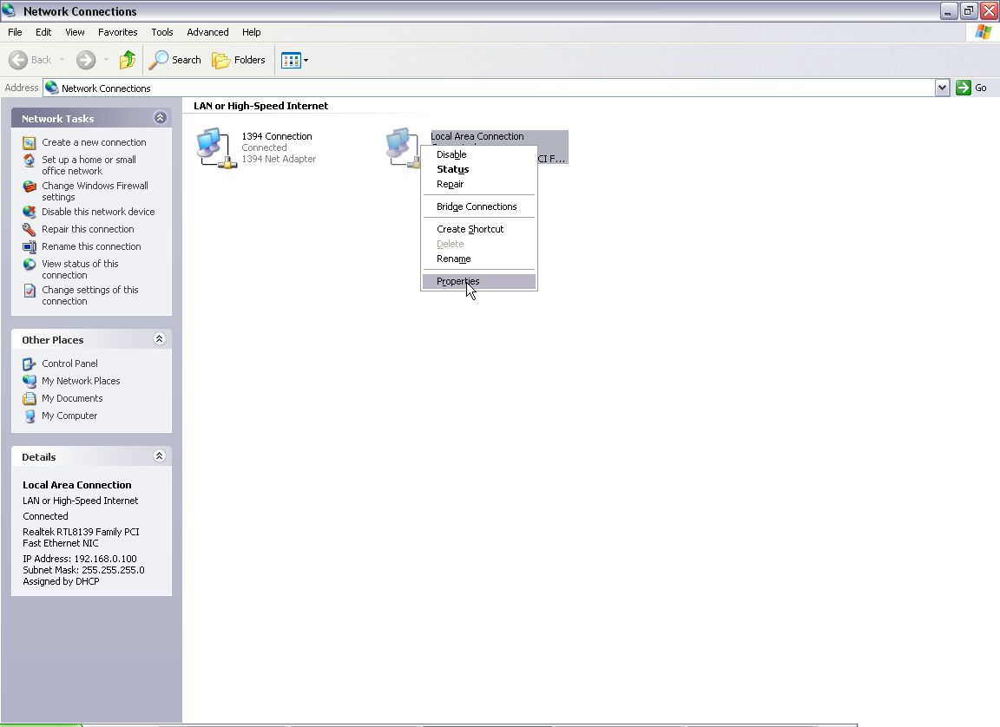 Network Connections
File Edit View Favorites Tools Advanced Help
Back Search Folders
Address Network Connections Go
Network Tasks
Create a new connection
Set up a home or small
office network
Change Windows Firewall
settings
Disable this network device
Repair this connection
Rename this connection
View status of this
connection
Change settings of this
connection
Other Places
Control Panel
My Network Places
My Documents
My Computer
Details
Local Area Connection
LAN or High-Speed Internet
Connected
Realtek RTL8139 Family PCI
Fast Ethernet NIC
IP Address: 192.168.0.100
Subnet Mask: 255.255.255.0
Assigned by DHCP
LAN or High-Speed Internet
1394 Connection
Connected
1394 Net Adapter
Local Area Connection
CI F...
Disable
Status
Repair
Bridge Connections
Create Shortcut
Delete
Rename
Properties